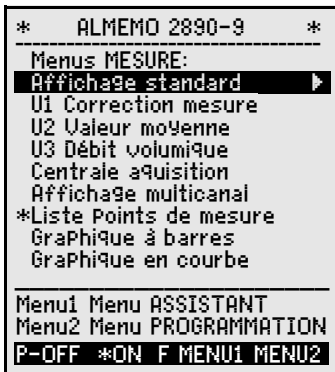 * ALMEMO 2890-9 *
Menus MESURE:
Affichage standard ▶
U1 Correction mesure
U2 Valeur moyenne
U3 Débit volumique
Centrale aquisition
Affichage multicanal
*Liste Points de mesure
Graphique à barres
Graphique en courbe
Menu1 Menu ASSISTANT
Menu2 Menu PROGRAMMATION
P-OFF *ON F MENU1 MENU2